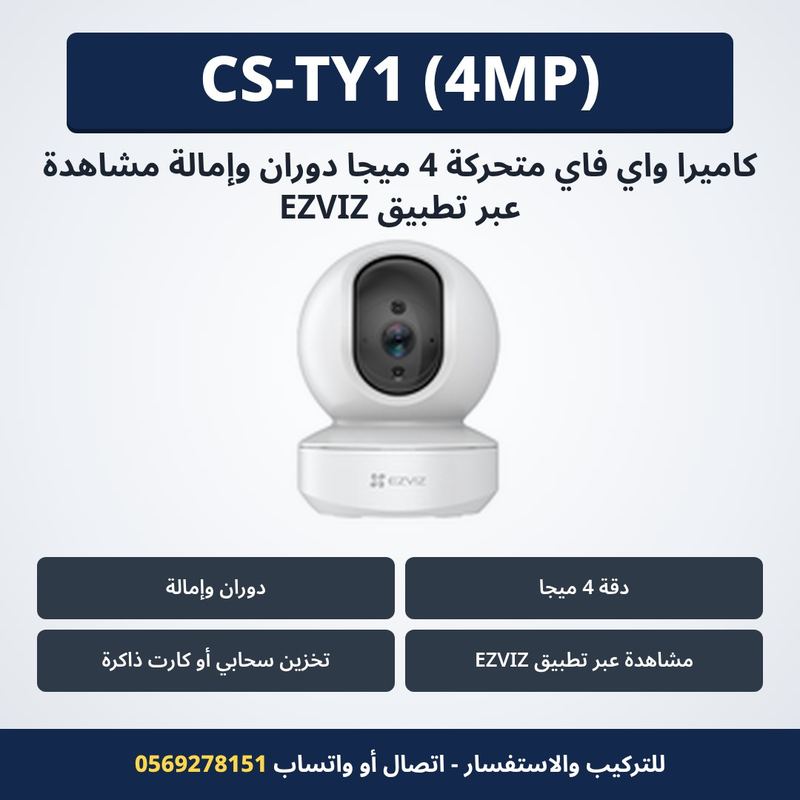 CS-TY1 (4MP)
كاميرا واي فاي متحركة 4 ميجا دوران وإمالة مشاهدة
عبر تطبيق EZVIZ
EZVIZ
دقة 4 ميجا
دوران وإمالة
مشاهدة عبر تطبيق EZVIZ
تخزين سحابي أو كارت ذاكرة
للتركيب والاستفسار - اتصال أو واتساب 0569278151